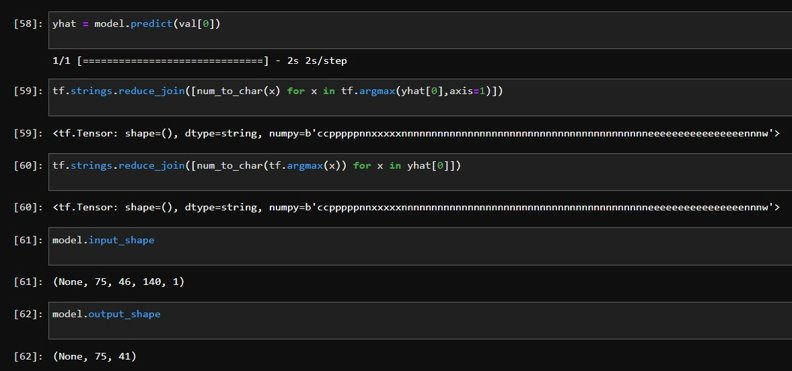 [58]: yhat = model.predict(val[0])
1/1 [==============================] - 2s 2s/step
[59]: tf.strings.reduce_join([num_to_char(x) for x in tf.argmax(yhat[0],axis=1)])
[59]: <tf.Tensor: shape=(), dtype=string, numpy=b'ccpppppnnxxxxxnnnnnnnnnnnnnnnnnnnnnnnnnnnnnnnnnnnnnnnnneeeeeeeeeeeeeeeennnw'>
[60]: tf.strings.reduce_join([num_to_char(tf.argmax(x)) for x in yhat[0]])
[60]: <tf.Tensor: shape=(), dtype=string, numpy=b'ccpppppnnxxxxxnnnnnnnnnnnnnnnnnnnnnnnnnnnnnnnnnnnnnnnnneeeeeeeeeeeeeeeennnw'>
[61]: model.input_shape
[61]: (None, 75, 46, 140, 1)
[62]: model.output_shape
[62]: (None, 75, 41)